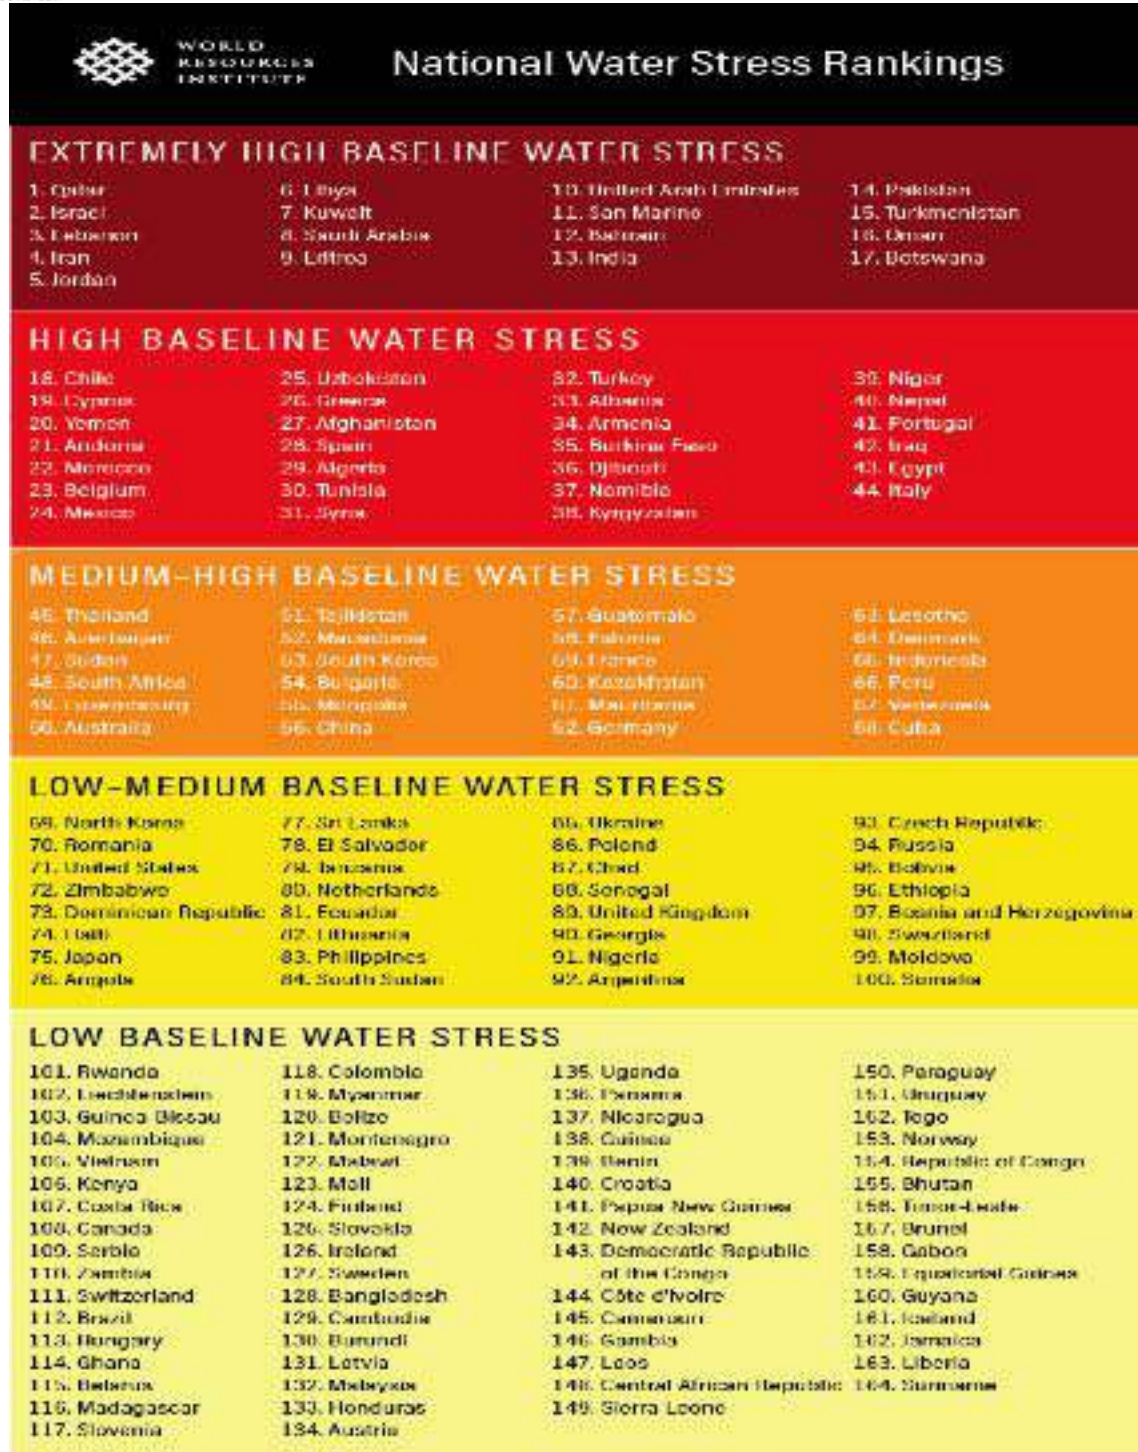 WORLD
RESOURCES
INSTITUTE
National Water Stress Rankings
EXTREMELY HIGH BASELINE WATER STRESS
1. Qatar
2. Israel
3. Lebanon
4. Iran
5. Jordan
6. Libya
7. Kuwait
8. Saudi Arabia
9. Eritrea
10. United Arab Emirates
11. San Marino
12. Bahrain
13. India
14. Pakistan
15. Turkmenistan
16. Oman
17. Botswana
HIGH BASELINE WATER STRESS
18. Chile
19. Cyprus
20. Yemen
21. Andorra
22. Morocco
23. Belgium
24. Mexico
25. Uzbekistan
26. Greece
27. Afghanistan
28. Spain
29. Algeria
30. Tunisia
31. Syria
32. Turkey
33. Albania
34. Armenia
35. Burkina Faso
36. Djibouti
37. Namibia
38. Kyrgyzstan
39. Niger
40. Nepal
41. Portugal
42. Iraq
43. Egypt
44. Italy
MEDIUM–HIGH BASELINE WATER STRESS
45. Thailand
46. Azerbaijan
47. Sudan
48. South Africa
49. Luxembourg
50. Australia
51. Tajikistan
52. Macedonia
53. South Korea
54. Bulgaria
55. Mongolia
56. China
57. Guatemala
58. Estonia
59. France
60. Kazakhstan
61. Mauritania
62. Germany
63. Lesotho
64. Denmark
65. Indonesia
66. Peru
67. Venezuela
68. Cuba
LOW–MEDIUM BASELINE WATER STRESS
69. North Korea
70. Romania
71. United States
72. Zimbabwe
73. Dominican Republic
74. Haiti
75. Japan
76. Angola
77. Sri Lanka
78. El Salvador
79. Tanzania
80. Netherlands
81. Ecuador
82. Lithuania
83. Philippines
84. South Sudan
85. Ukraine
86. Poland
87. Chad
88. Senegal
89. United Kingdom
90. Georgia
91. Nigeria
92. Argentina
93. Czech Republic
94. Russia
95. Bolivia
96. Ethiopia
97. Bosnia and Herzegovina
98. Swaziland
99. Moldova
100. Somalia
LOW BASELINE WATER STRESS
101. Rwanda
102. Liechtenstein
103. Guinea-Bissau
104. Mozambique
105. Vietnam
106. Kenya
107. Costa Rica
108. Canada
109. Serbia
110. Zambia
111. Switzerland
112. Brazil
113. Hungary
114. Ghana
115. Belarus
116. Madagascar
117. Slovenia
118. Colombia
119. Myanmar
120. Belize
121. Montenegro
122. Malawi
123. Mali
124. Finland
125. Slovakia
126. Ireland
127. Sweden
128. Bangladesh
129. Cambodia
130. Burundi
131. Latvia
132. Malaysia
133. Honduras
134. Austria
135. Uganda
136. Panama
137. Nicaragua
138. Guinea
139. Benin
140. Croatia
141. Papua New Guinea
142. New Zealand
143. Democratic Republic
of the Congo
144. Côte d'Ivoire
145. Cameroon
146. Gambia
147. Laos
148. Central African Republic
149. Sierra Leone
150. Paraguay
151. Uruguay
152. Togo
153. Norway
154. Republic of Congo
155. Bhutan
156. Timor-Leste
157. Brunei
158. Gabon
159. Equatorial Guinea
160. Guyana
161. Iceland
162. Jamaica
163. Liberia
164. Suriname